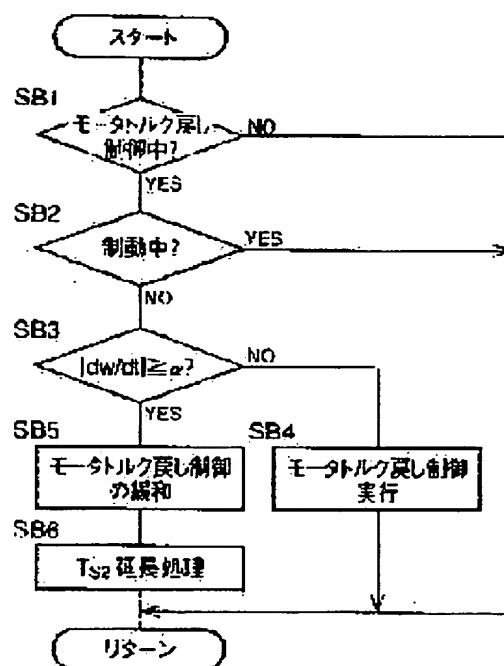 スタート
SB1
モータトルク戻し
制御中?
NO
YES
SB2
制動中?
YES
NO
SB3
|dw/dt|≧α?
NO
YES
SB5
モータトルク戻し制御
の緩和
SB4
モータトルク戻し制御
実行
SB6
TS2 延長処理
リターン